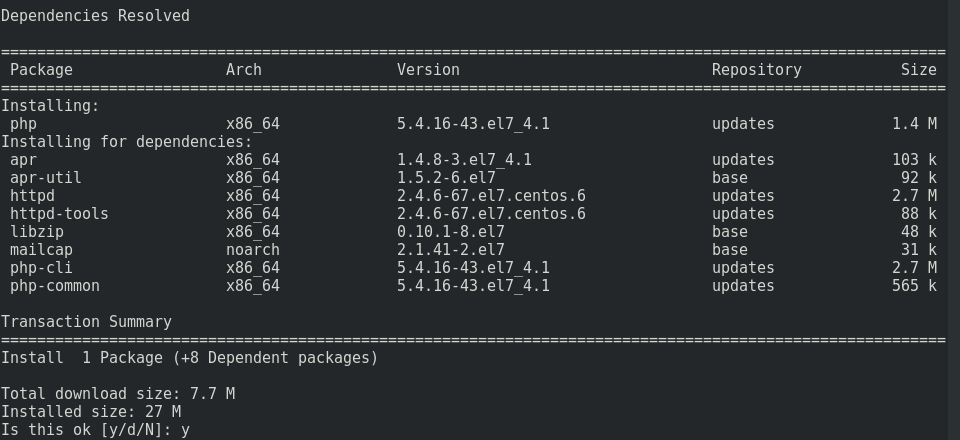 Dependencies Resolved
=========================================================================================================
 Package                 Arch               Version                            Repository           Size
=========================================================================================================
Installing:
 php                     x86_64             5.4.16-43.el7_4.1                  updates             1.4 M
Installing for dependencies:
 apr                     x86_64             1.4.8-3.el7_4.1                    updates             103 k
 apr-util                x86_64             1.5.2-6.el7                        base                 92 k
 httpd                   x86_64             2.4.6-67.el7.centos.6              updates             2.7 M
 httpd-tools             x86_64             2.4.6-67.el7.centos.6              updates              88 k
 libzip                  x86_64             0.10.1-8.el7                       base                 48 k
 mailcap                 noarch             2.1.41-2.el7                       base                 31 k
 php-cli                 x86_64             5.4.16-43.el7_4.1                  updates             2.7 M
 php-common              x86_64             5.4.16-43.el7_4.1                  updates             565 k
Transaction Summary
=========================================================================================================
Install  1 Package (+8 Dependent packages)
Total download size: 7.7 M
Installed size: 27 M
Is this ok [y/d/N]: y